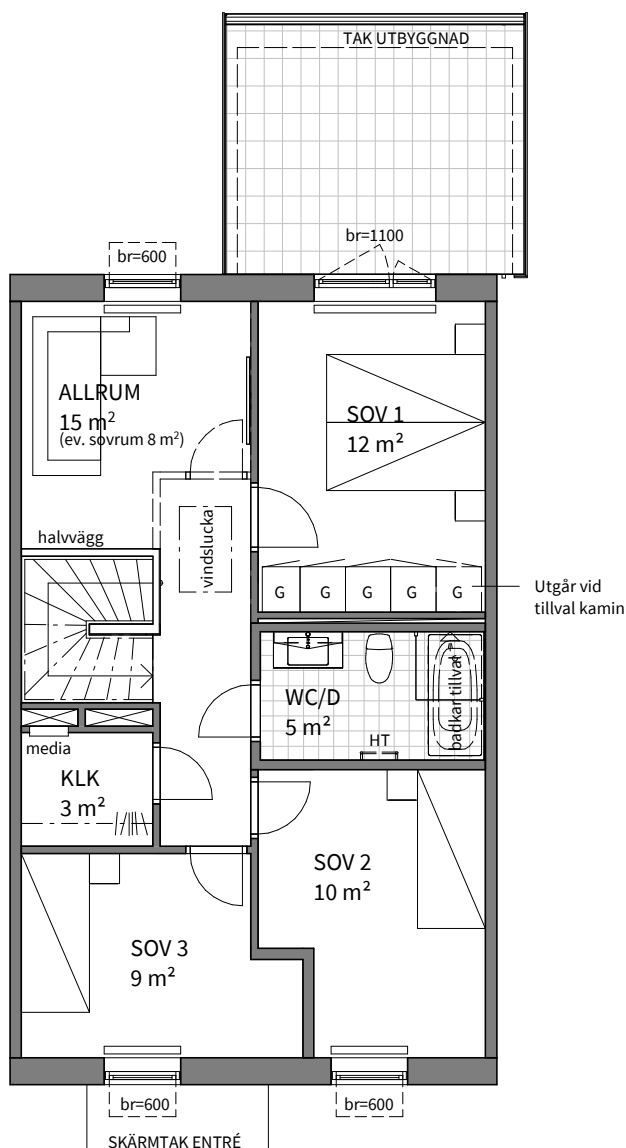 TAK UTBYGGNAD
br=1100
br=600
ALLRUM
15 m²
(ev. sovrum 8 m²)
SOV 1
12 m²
vindslucka
halvvägg
G G G G G
Utgår vid
tillval kamin
WC/D
5 m²
badkar tillval
HT
media
KLK
3 m²
SOV 2
10 m²
SOV 3
9 m²
br=600
br=600
SKÄRMTAK ENTRÉ